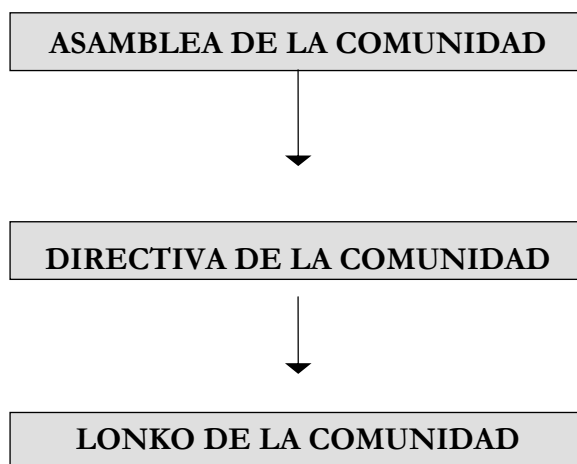 ASAMBLEA DE LA COMUNIDAD
DIRECTIVA DE LA COMUNIDAD
LONKO DE LA COMUNIDAD